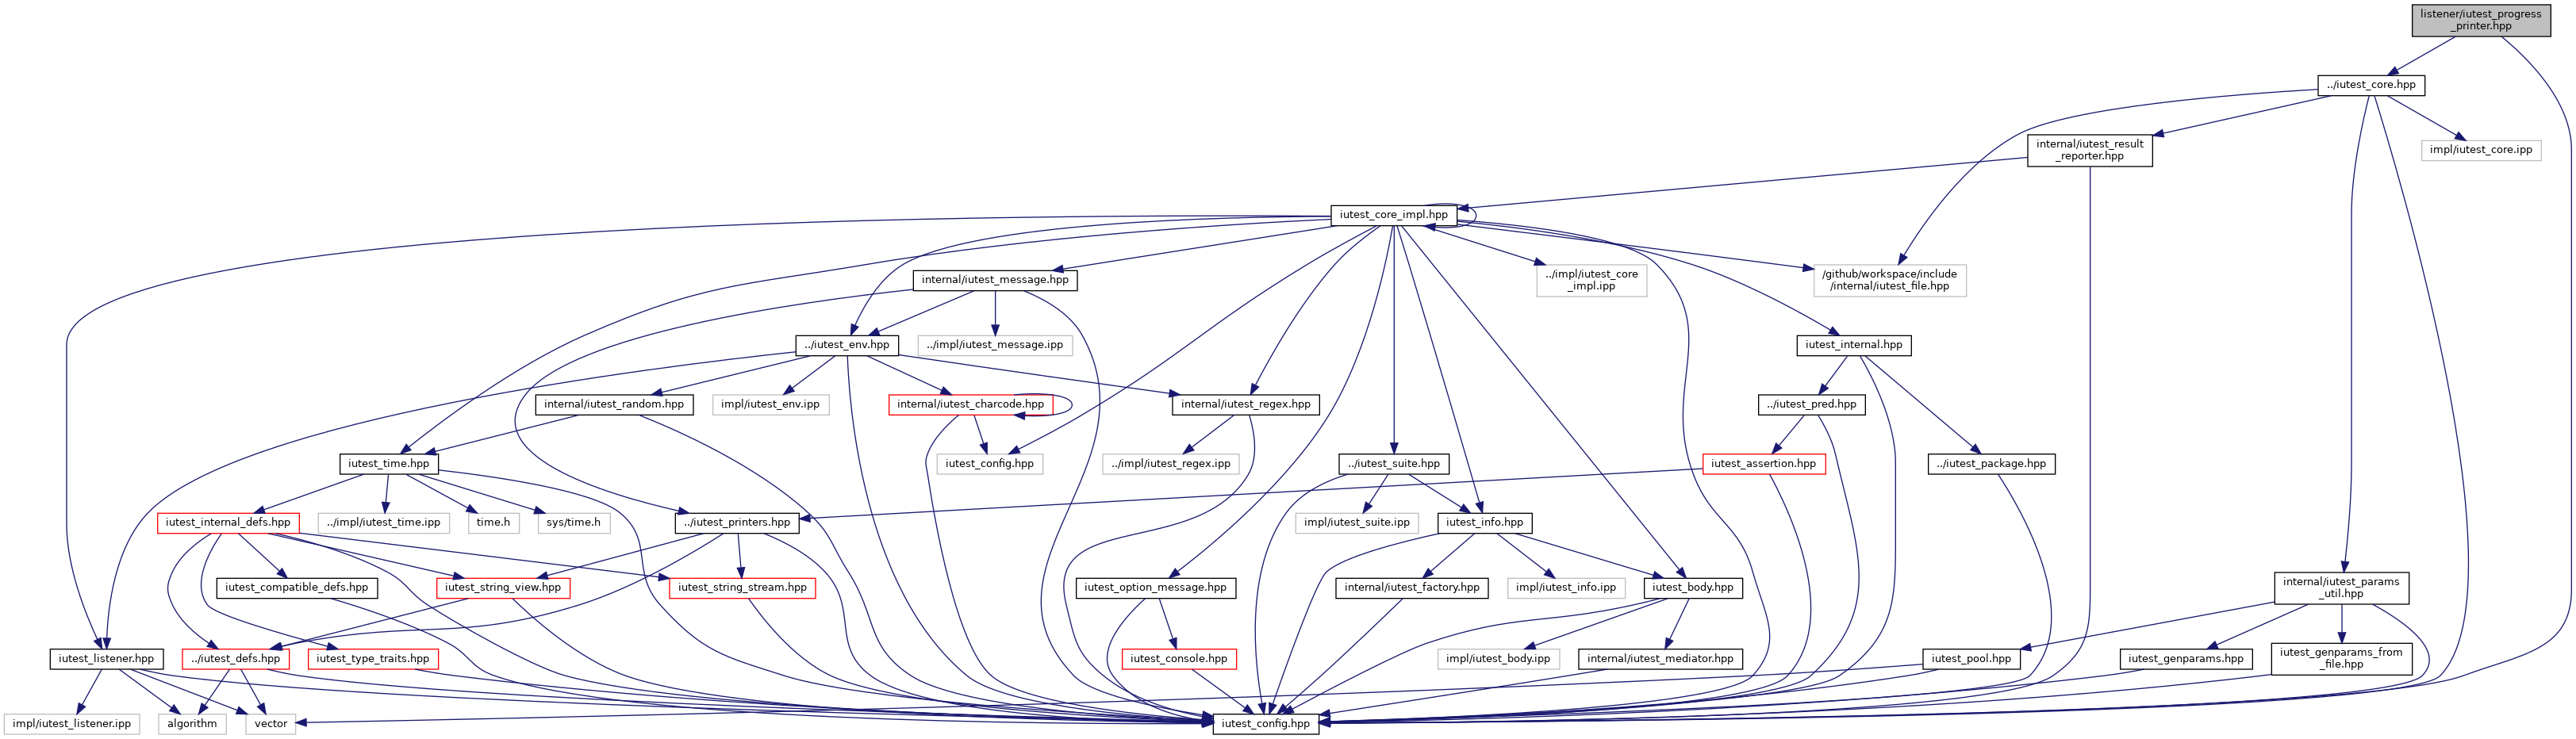 listener/iutest_progress
_printer.hpp
../iutest_core.hpp
internal/iutest_result
_reporter.hpp
impl/iutest_core.ipp
iutest_core_impl.hpp
internal/iutest_message.hpp
../impl/iutest_core
_impl.ipp
/github/workspace/include
/internal/iutest_file.hpp
../iutest_env.hpp
../impl/iutest_message.ipp
iutest_internal.hpp
internal/iutest_random.hpp
impl/iutest_env.ipp
internal/iutest_charcode.hpp
internal/iutest_regex.hpp
../iutest_pred.hpp
iutest_time.hpp
iutest_config.hpp
../impl/iutest_regex.ipp
../iutest_suite.hpp
iutest_assertion.hpp
../iutest_package.hpp
iutest_internal_defs.hpp
../impl/iutest_time.ipp
time.h
sys/time.h
../iutest_printers.hpp
impl/iutest_suite.ipp
iutest_info.hpp
iutest_compatible_defs.hpp
iutest_string_view.hpp
iutest_string_stream.hpp
iutest_option_message.hpp
internal/iutest_factory.hpp
impl/iutest_info.ipp
iutest_body.hpp
internal/iutest_params
_util.hpp
iutest_listener.hpp
../iutest_defs.hpp
iutest_type_traits.hpp
iutest_console.hpp
impl/iutest_body.ipp
internal/iutest_mediator.hpp
iutest_pool.hpp
iutest_genparams.hpp
iutest_genparams_from
_file.hpp
impl/iutest_listener.ipp
algorithm
vector
iutest_config.hpp